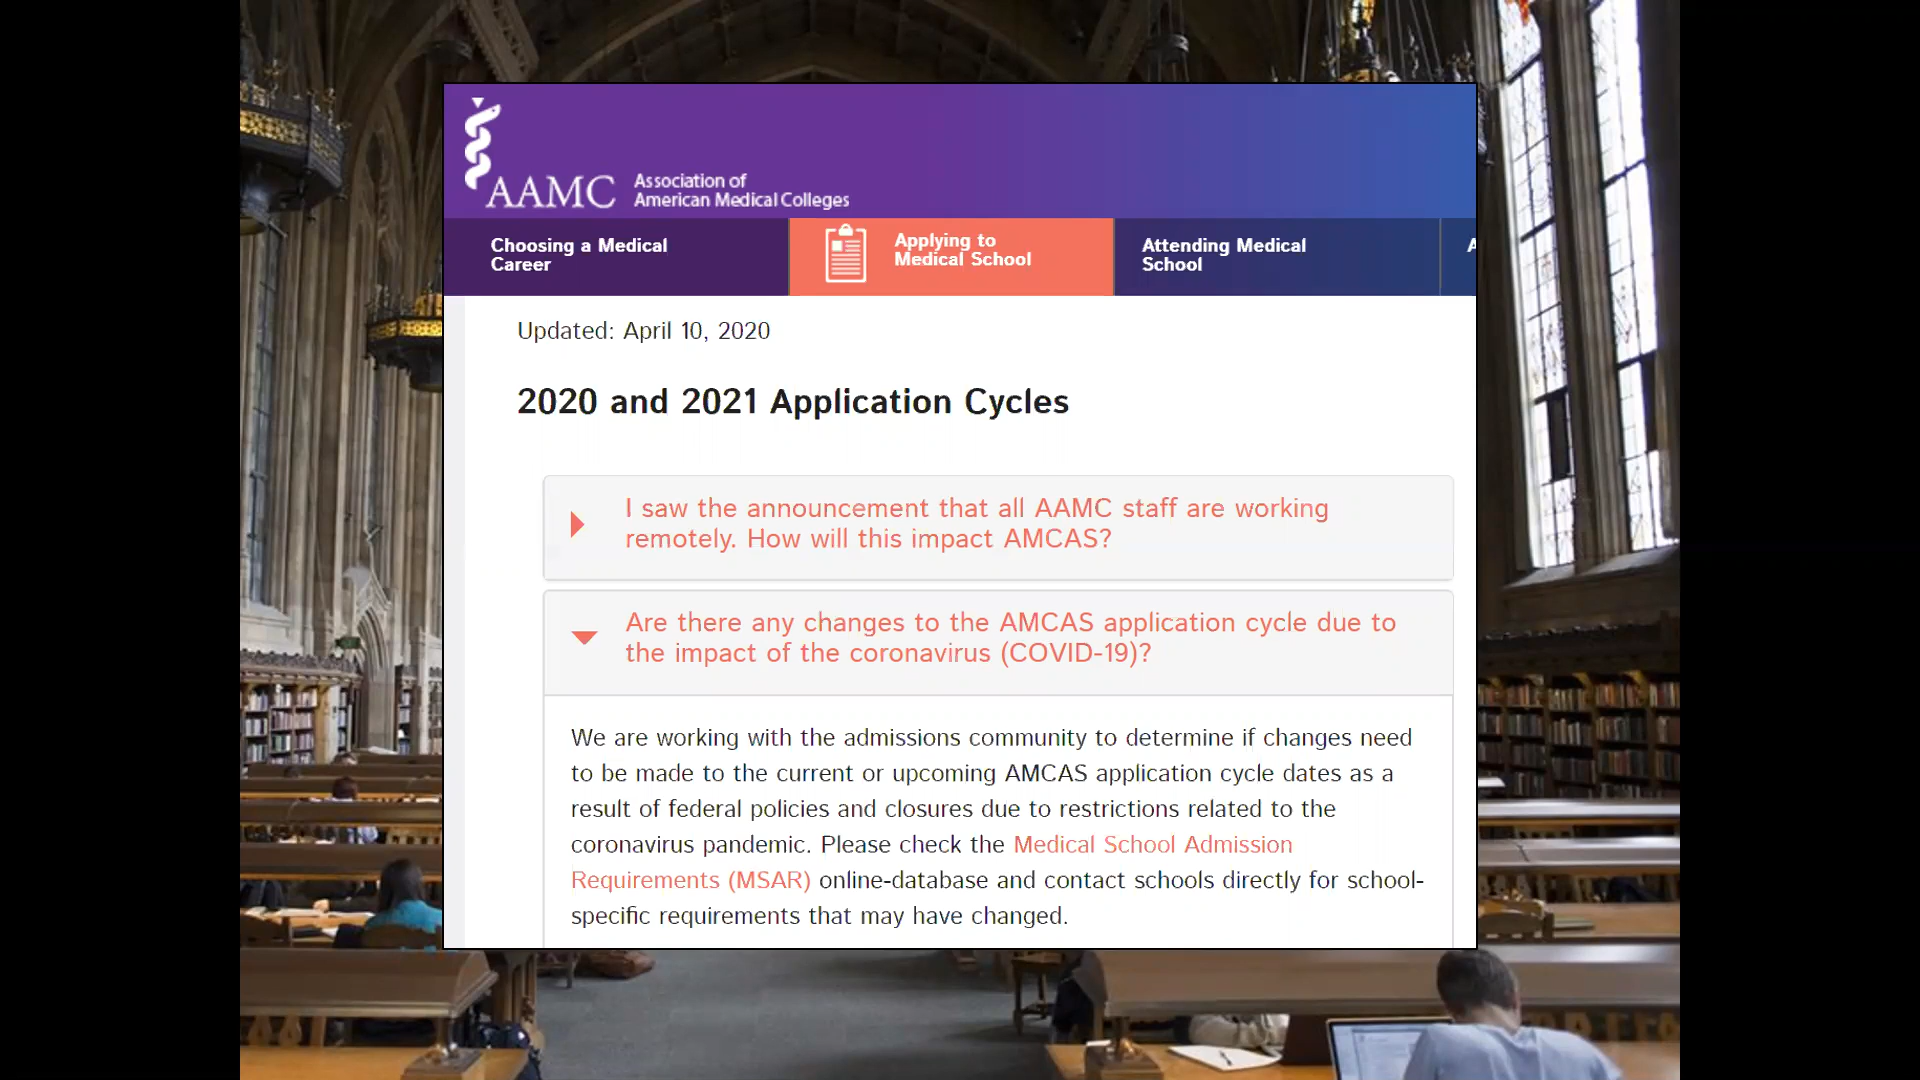 AAMC
Association of
American Medical Colleges
Choosing a Medical
Career
Applying to
Medical School
Attending Medical
School
A
Updated: April 10, 2020
2020 and 2021 Application Cycles
I saw the announcement that all AAMC staff are working
remotely. How will this impact AMCAS?
Are there any changes to the AMCAS application cycle due to
the impact of the coronavirus (COVID-19)?
We are working with the admissions community to determine if changes need
to be made to the current or upcoming AMCAS application cycle dates as a
result of federal policies and closures due to restrictions related to the
coronavirus pandemic. Please check the Medical School Admission
Requirements (MSAR) online-database and contact schools directly for school-
specific requirements that may have changed.